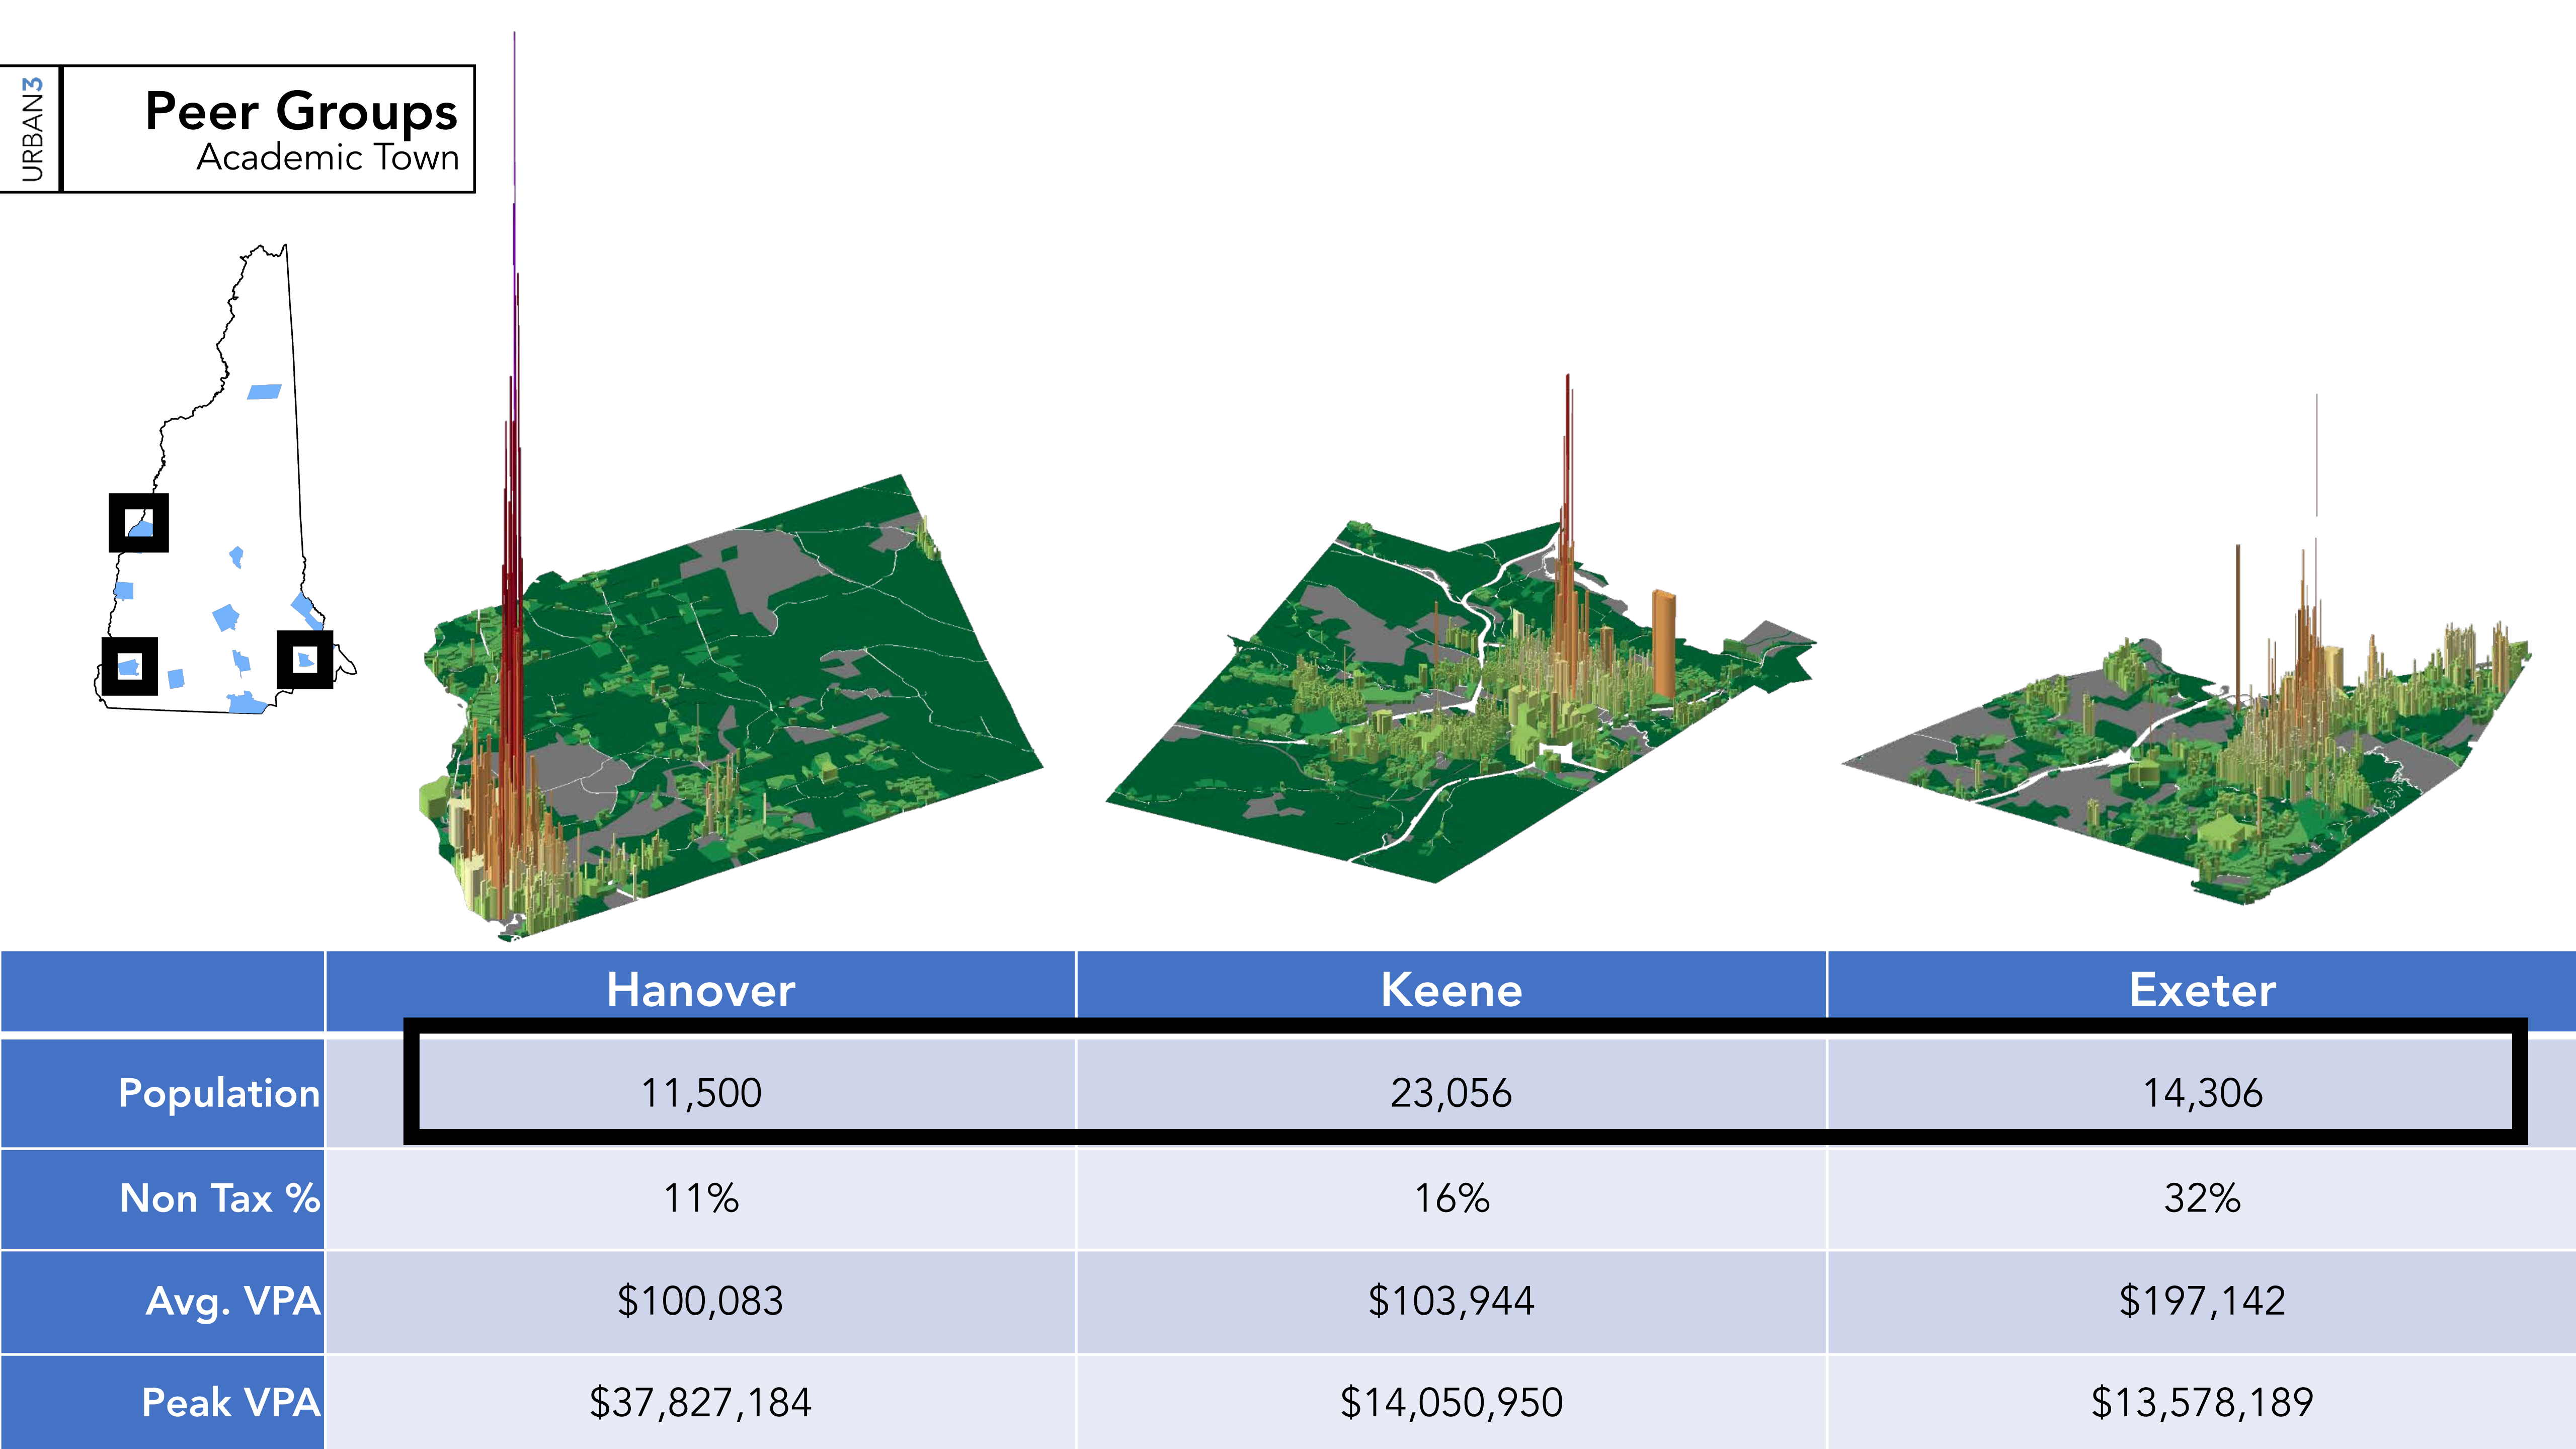 URBAN3
Peer Groups
Academic Town
Hanover Keene Exeter
Population 11,500 23,056 14,306
Non Tax % 11% 16% 32%
Avg. VPA $100,083 $103,944 $197,142
Peak VPA $37,827,184 $14,050,950 $13,578,189